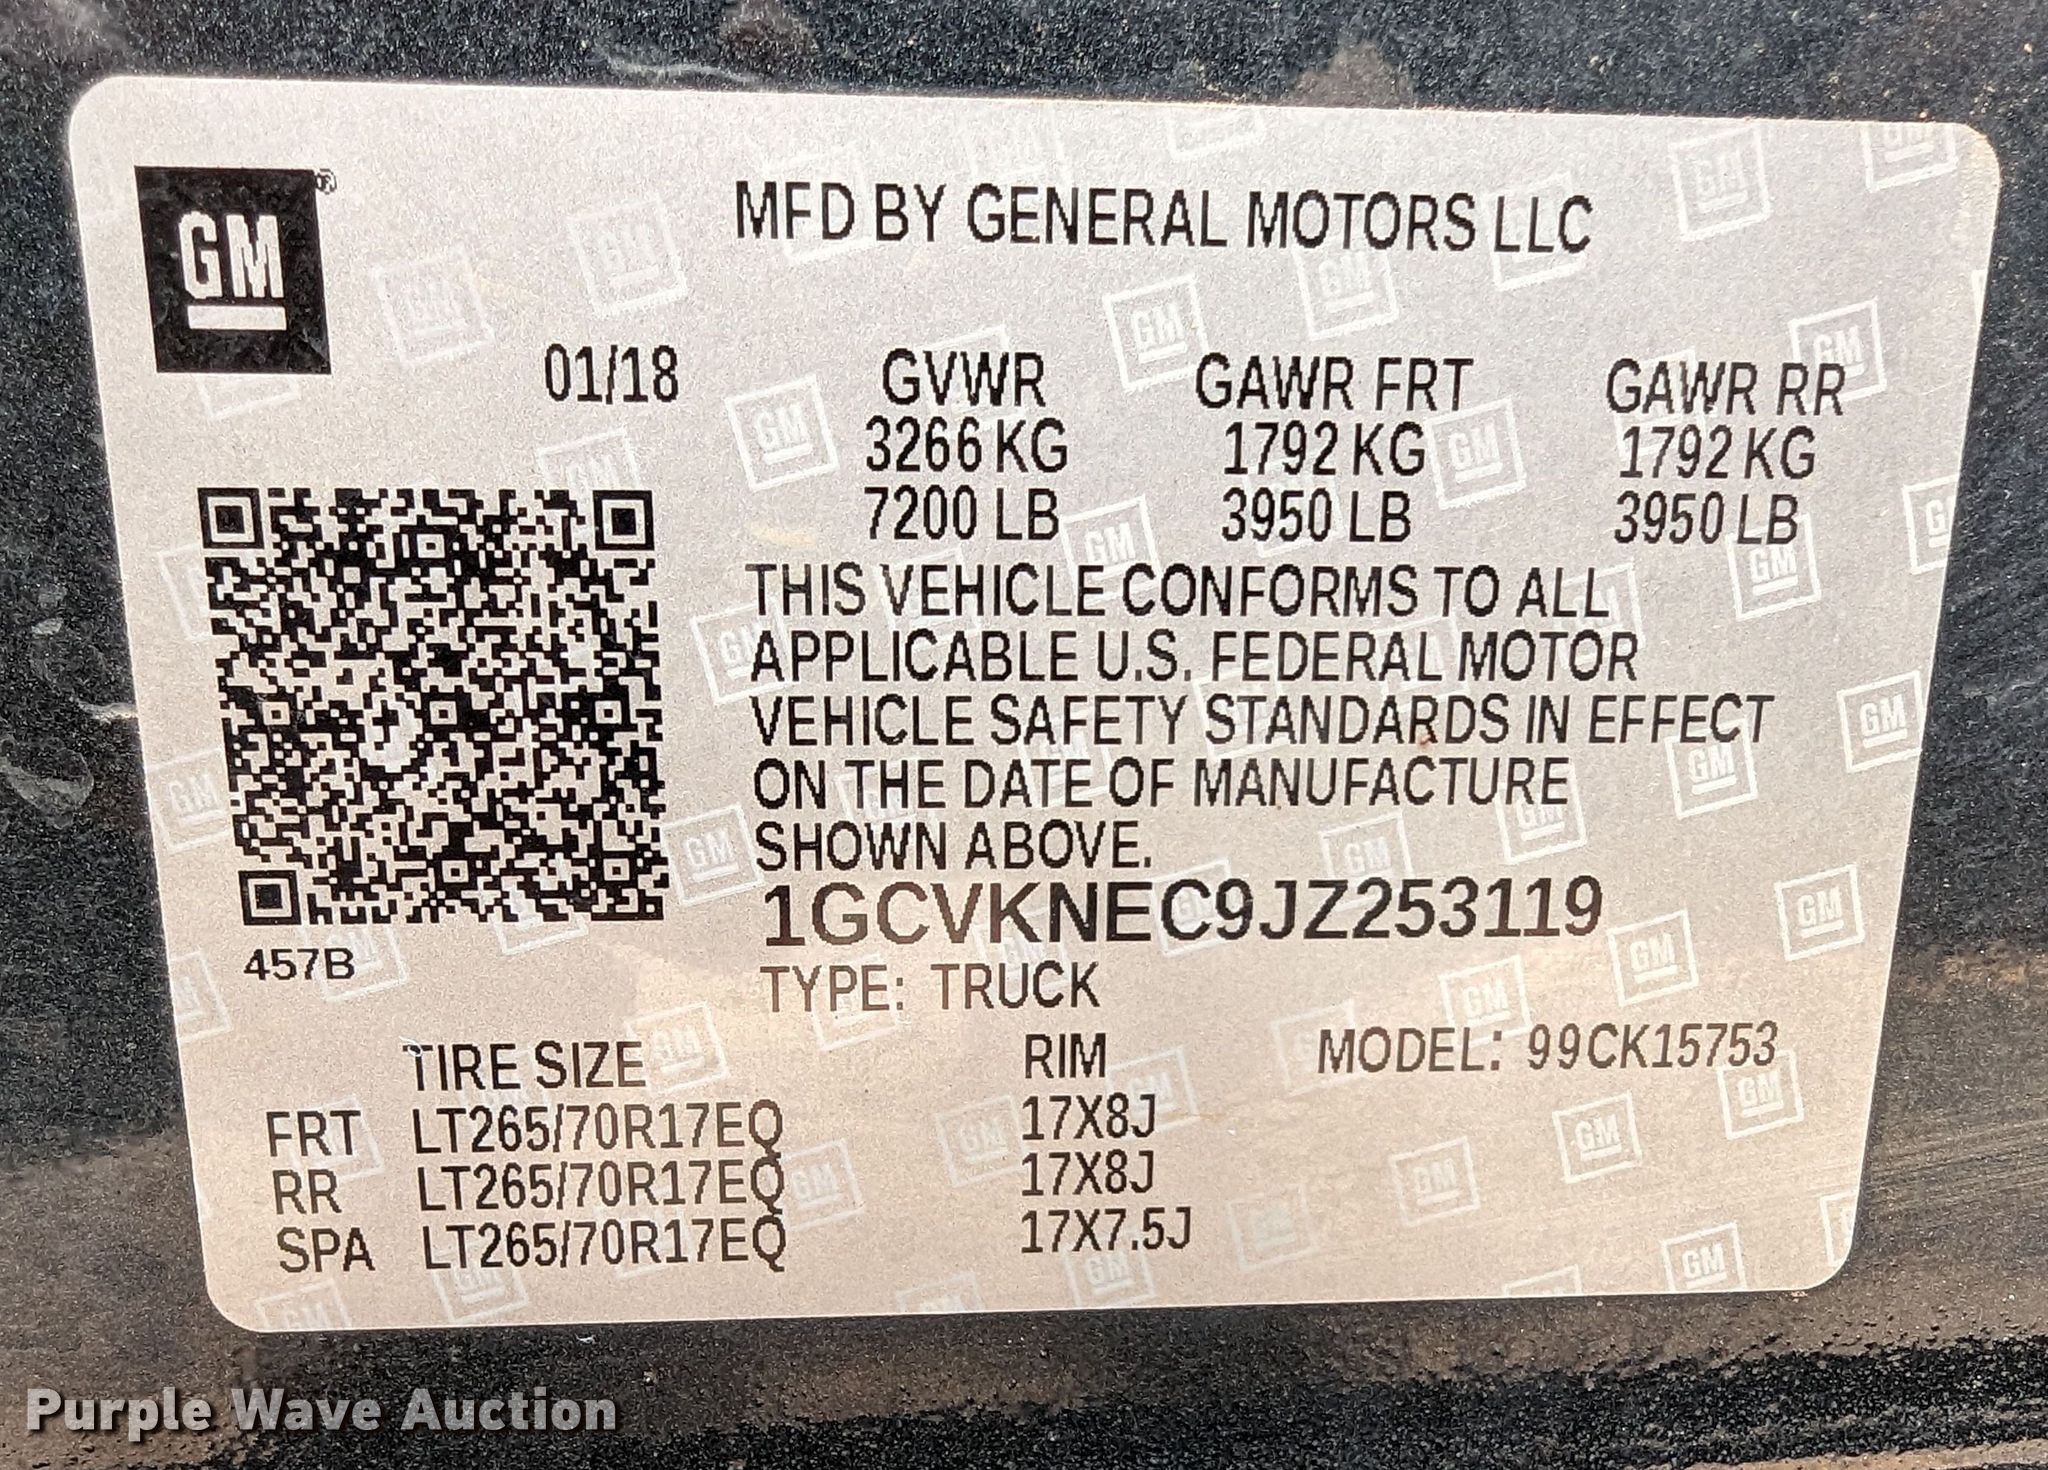 GM
MFD BY GENERAL MOTORS LLC
01/18 GVWR GAWR FRT GAWR RR
3266 KG 1792 KG 1792 KG
7200 LB 3950 LB 3950 LB
THIS VEHICLE CONFORMS TO ALL
APPLICABLE U.S. FEDERAL MOTOR
VEHICLE SAFETY STANDARDS IN EFFECT
ON THE DATE OF MANUFACTURE
SHOWN ABOVE.
1GCVKNEC9JZ253119
457B
TYPE: TRUCK
TIRE SIZE RIM MODEL: 99CK15753
FRT LT265/70R17EQ 17X8J
RR LT265/70R17EQ 17X8J
SPA LT265/70R17EQ 17X7.5J
Purple Wave Auction